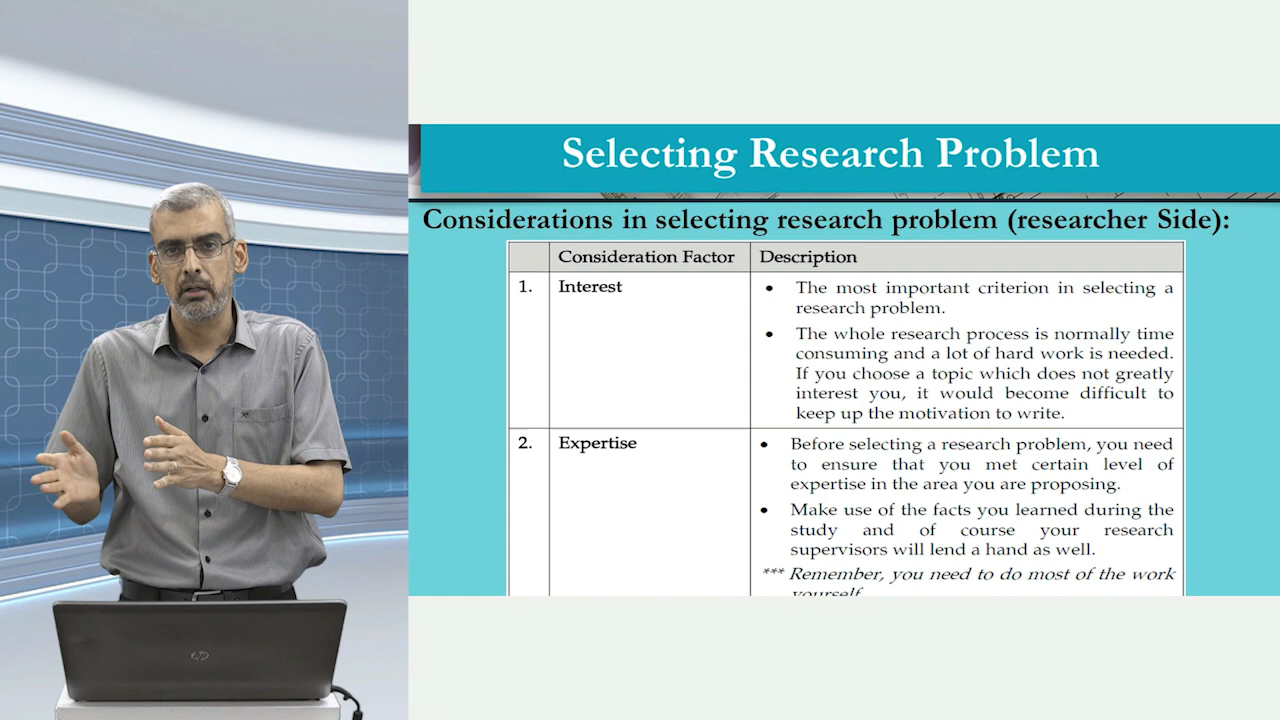 Selecting Research Problem
Considerations in selecting research problem (researcher Side):
Consideration Factor Description
1. Interest • The most important criterion in selecting a
research problem.
• The whole research process is normally time
consuming and a lot of hard work is needed.
If you choose a topic which does not greatly
interest you, it would become difficult to
keep up the motivation to write.
2. Expertise • Before selecting a research problem, you need
to ensure that you met certain level of
expertise in the area you are proposing.
• Make use of the facts you learned during the
study and of course your research
supervisors will lend a hand as well.
*** Remember, you need to do most of the work
yourself
hp